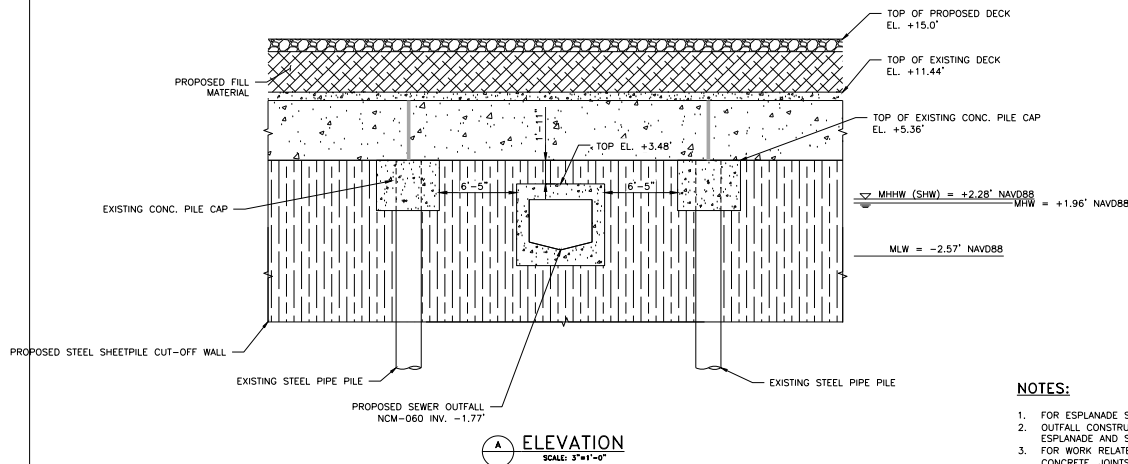 TOP OF PROPOSED DECK
EL. +15.0'
TOP OF EXISTING DECK
EL. +11.44'
PROPOSED FILL
MATERIAL
TOP OF EXISTING CONC. PILE CAP
EL. +5.36'
1'-11"
TOP EL. +3.48'
6'-5"
6'-5"
MHHW (SHW) = +2.28' NAVD88
MHW = +1.96' NAVD88
EXISTING CONC. PILE CAP
MLW = -2.57' NAVD88
PROPOSED STEEL SHEETPILE CUT-OFF WALL
EXISTING STEEL PIPE PILE
EXISTING STEEL PIPE PILE
PROPOSED SEWER OUTFALL
NCM-060 INV. -1.77'
A
ELEVATION
SCALE: 3"=1'-0"
NOTES:
1. FOR ESPLANADE S
2. OUTFALL CONSTRU
ESPLANADE AND S
3. FOR WORK RELATE
CONCRETE JOINTS